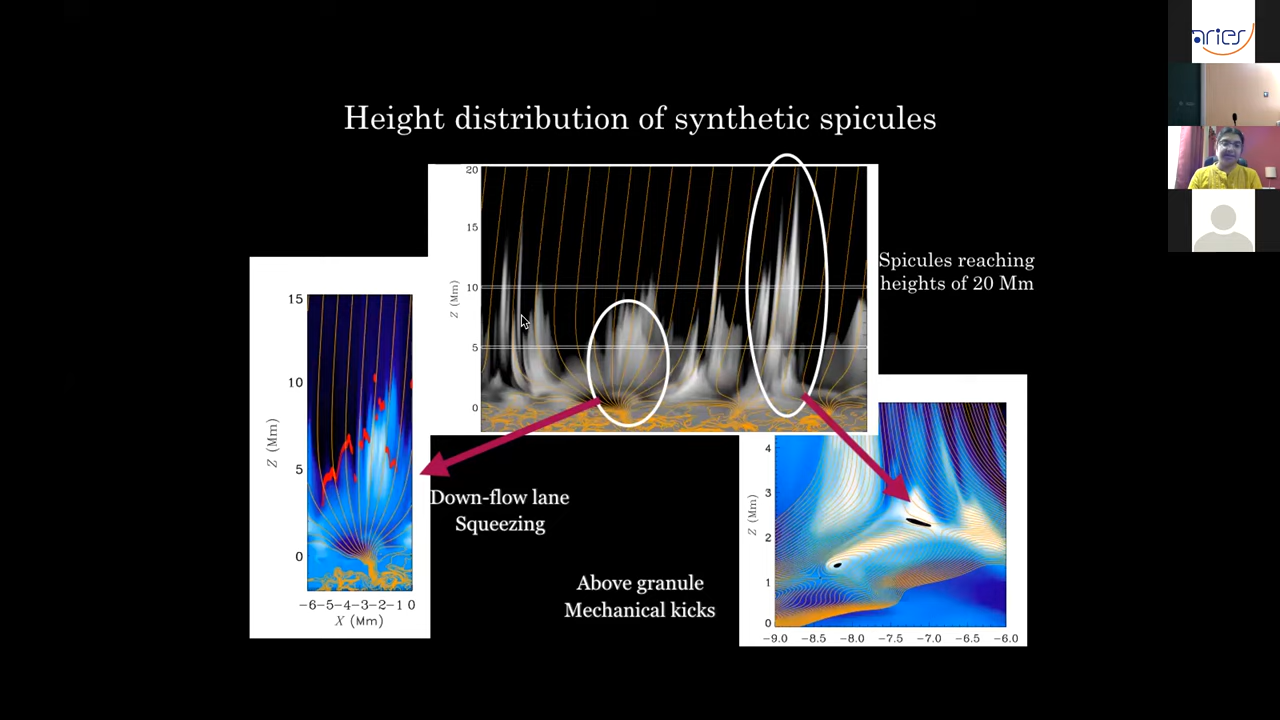 aries
Height distribution of synthetic spicules
20
15
10
5
0
Z (Mm)
Spicules reaching
heights of 20 Mm
15
10
5
0
Z (Mm)
−6 −5 −4 −3 −2 −1 0
X (Mm)
Down-flow lane
Squeezing
Above granule
Mechanical kicks
4
3
2
1
0
Z (Mm)
−9.0 −8.5 −8.0 −7.5 −7.0 −6.5 −6.0